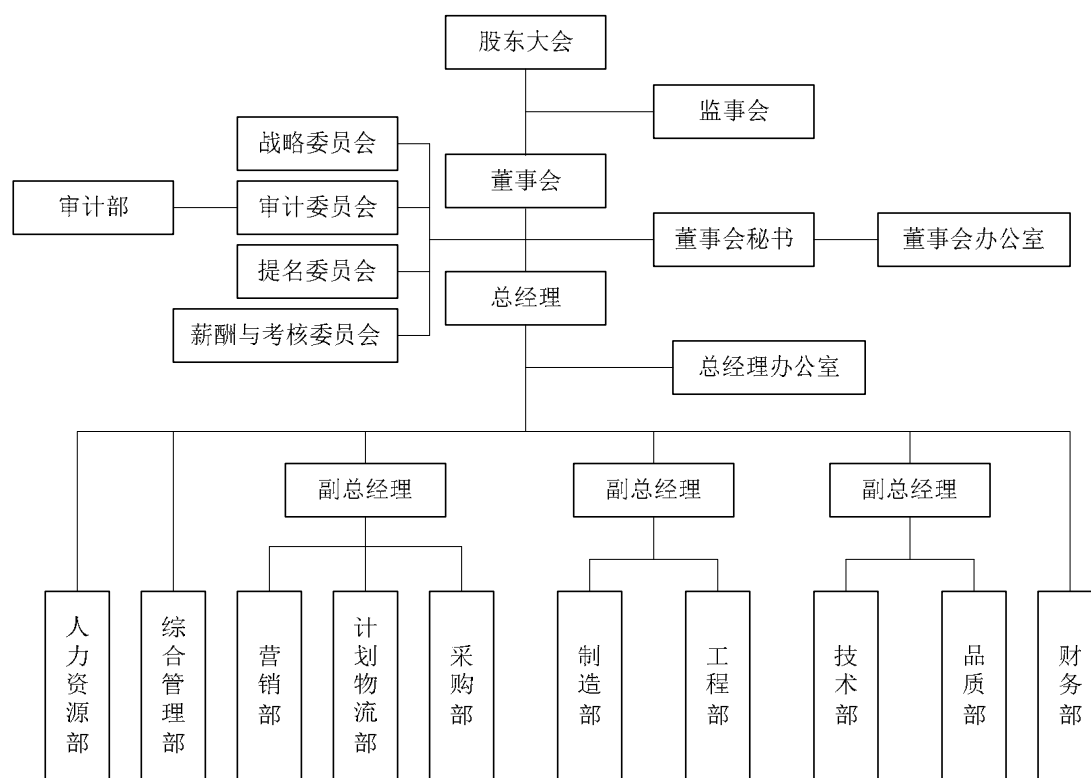 股东大会
监事会
战略委员会
董事会
审计部
审计委员会
董事会秘书
董事会办公室
提名委员会
总经理
薪酬与考核委员会
总经理办公室
副总经理
副总经理
副总经理
人力资源部
综合管理部
营销部
计划物流部
采购部
制造部
工程部
技术部
品质部
财务部